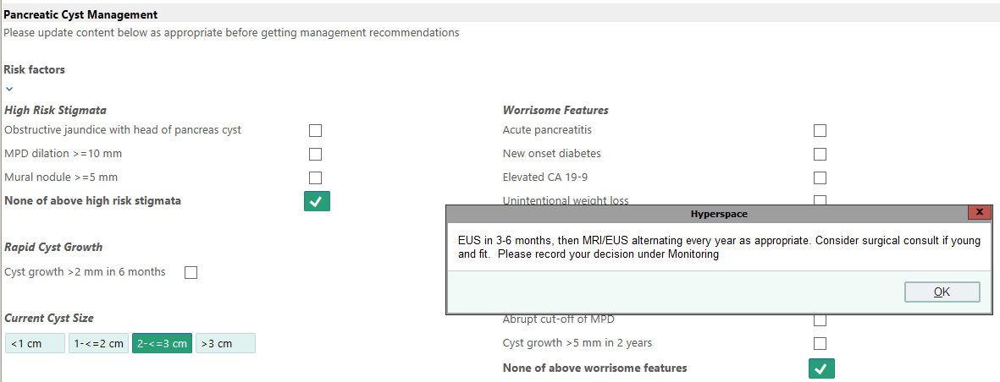 Pancreatic Cyst Management
Please update content below as appropriate before getting management recommendations
Risk factors
High Risk Stigmata
Obstructive jaundice with head of pancreas cyst
MPD dilation >=10 mm
Mural nodule >=5 mm
None of above high risk stigmata
Rapid Cyst Growth
Cyst growth >2 mm in 6 months
Current Cyst Size
<1 cm 1-<=2 cm 2-<=3 cm >3 cm
Worrisome Features
Acute pancreatitis
New onset diabetes
Elevated CA 19-9
Unintentional weight loss
Hyperspace
EUS in 3-6 months, then MRI/EUS alternating every year as appropriate. Consider surgical consult if young
and fit. Please record your decision under Monitoring
OK
Abrupt cut-off of MPD
Cyst growth >5 mm in 2 years
None of above worrisome features